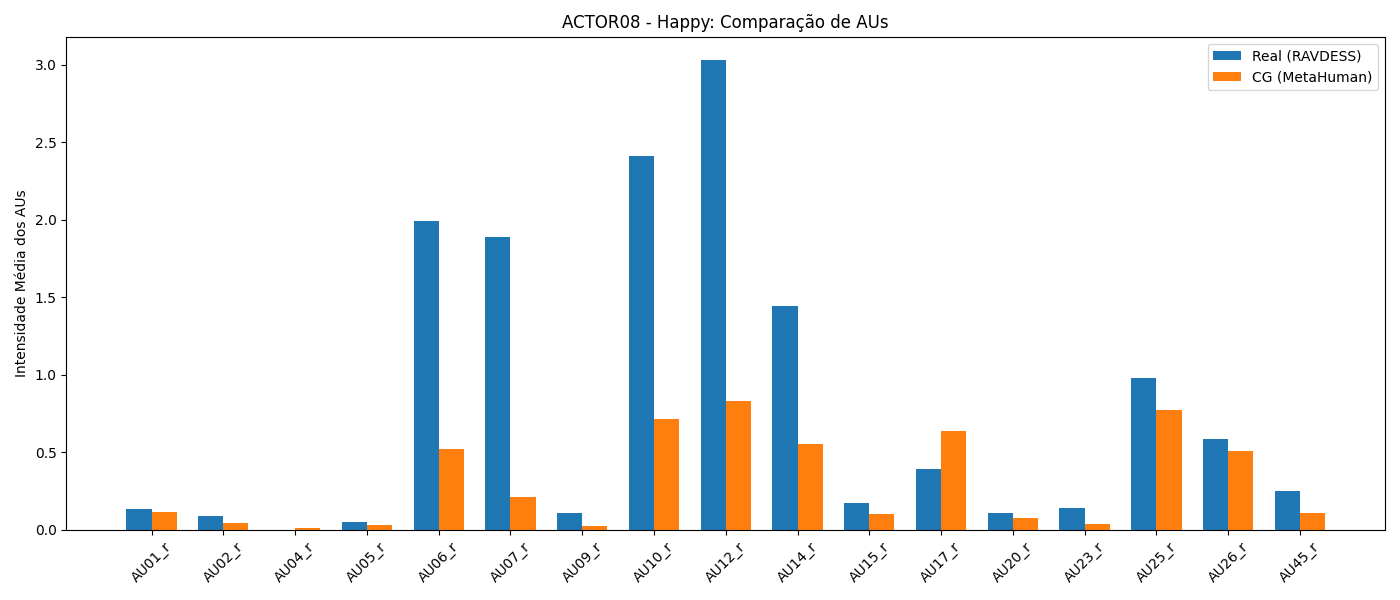 ACTOR08 - Happy: Comparação de AUs
Real (RAVDESS)
CG (MetaHuman)
Intensidade Média dos AUs
3.0
2.5
2.0
1.5
1.0
0.5
0.0
AU01_r
AU02_r
AU04_r
AU05_r
AU06_r
AU07_r
AU09_r
AU10_r
AU12_r
AU14_r
AU15_r
AU17_r
AU20_r
AU23_r
AU25_r
AU26_r
AU45_r